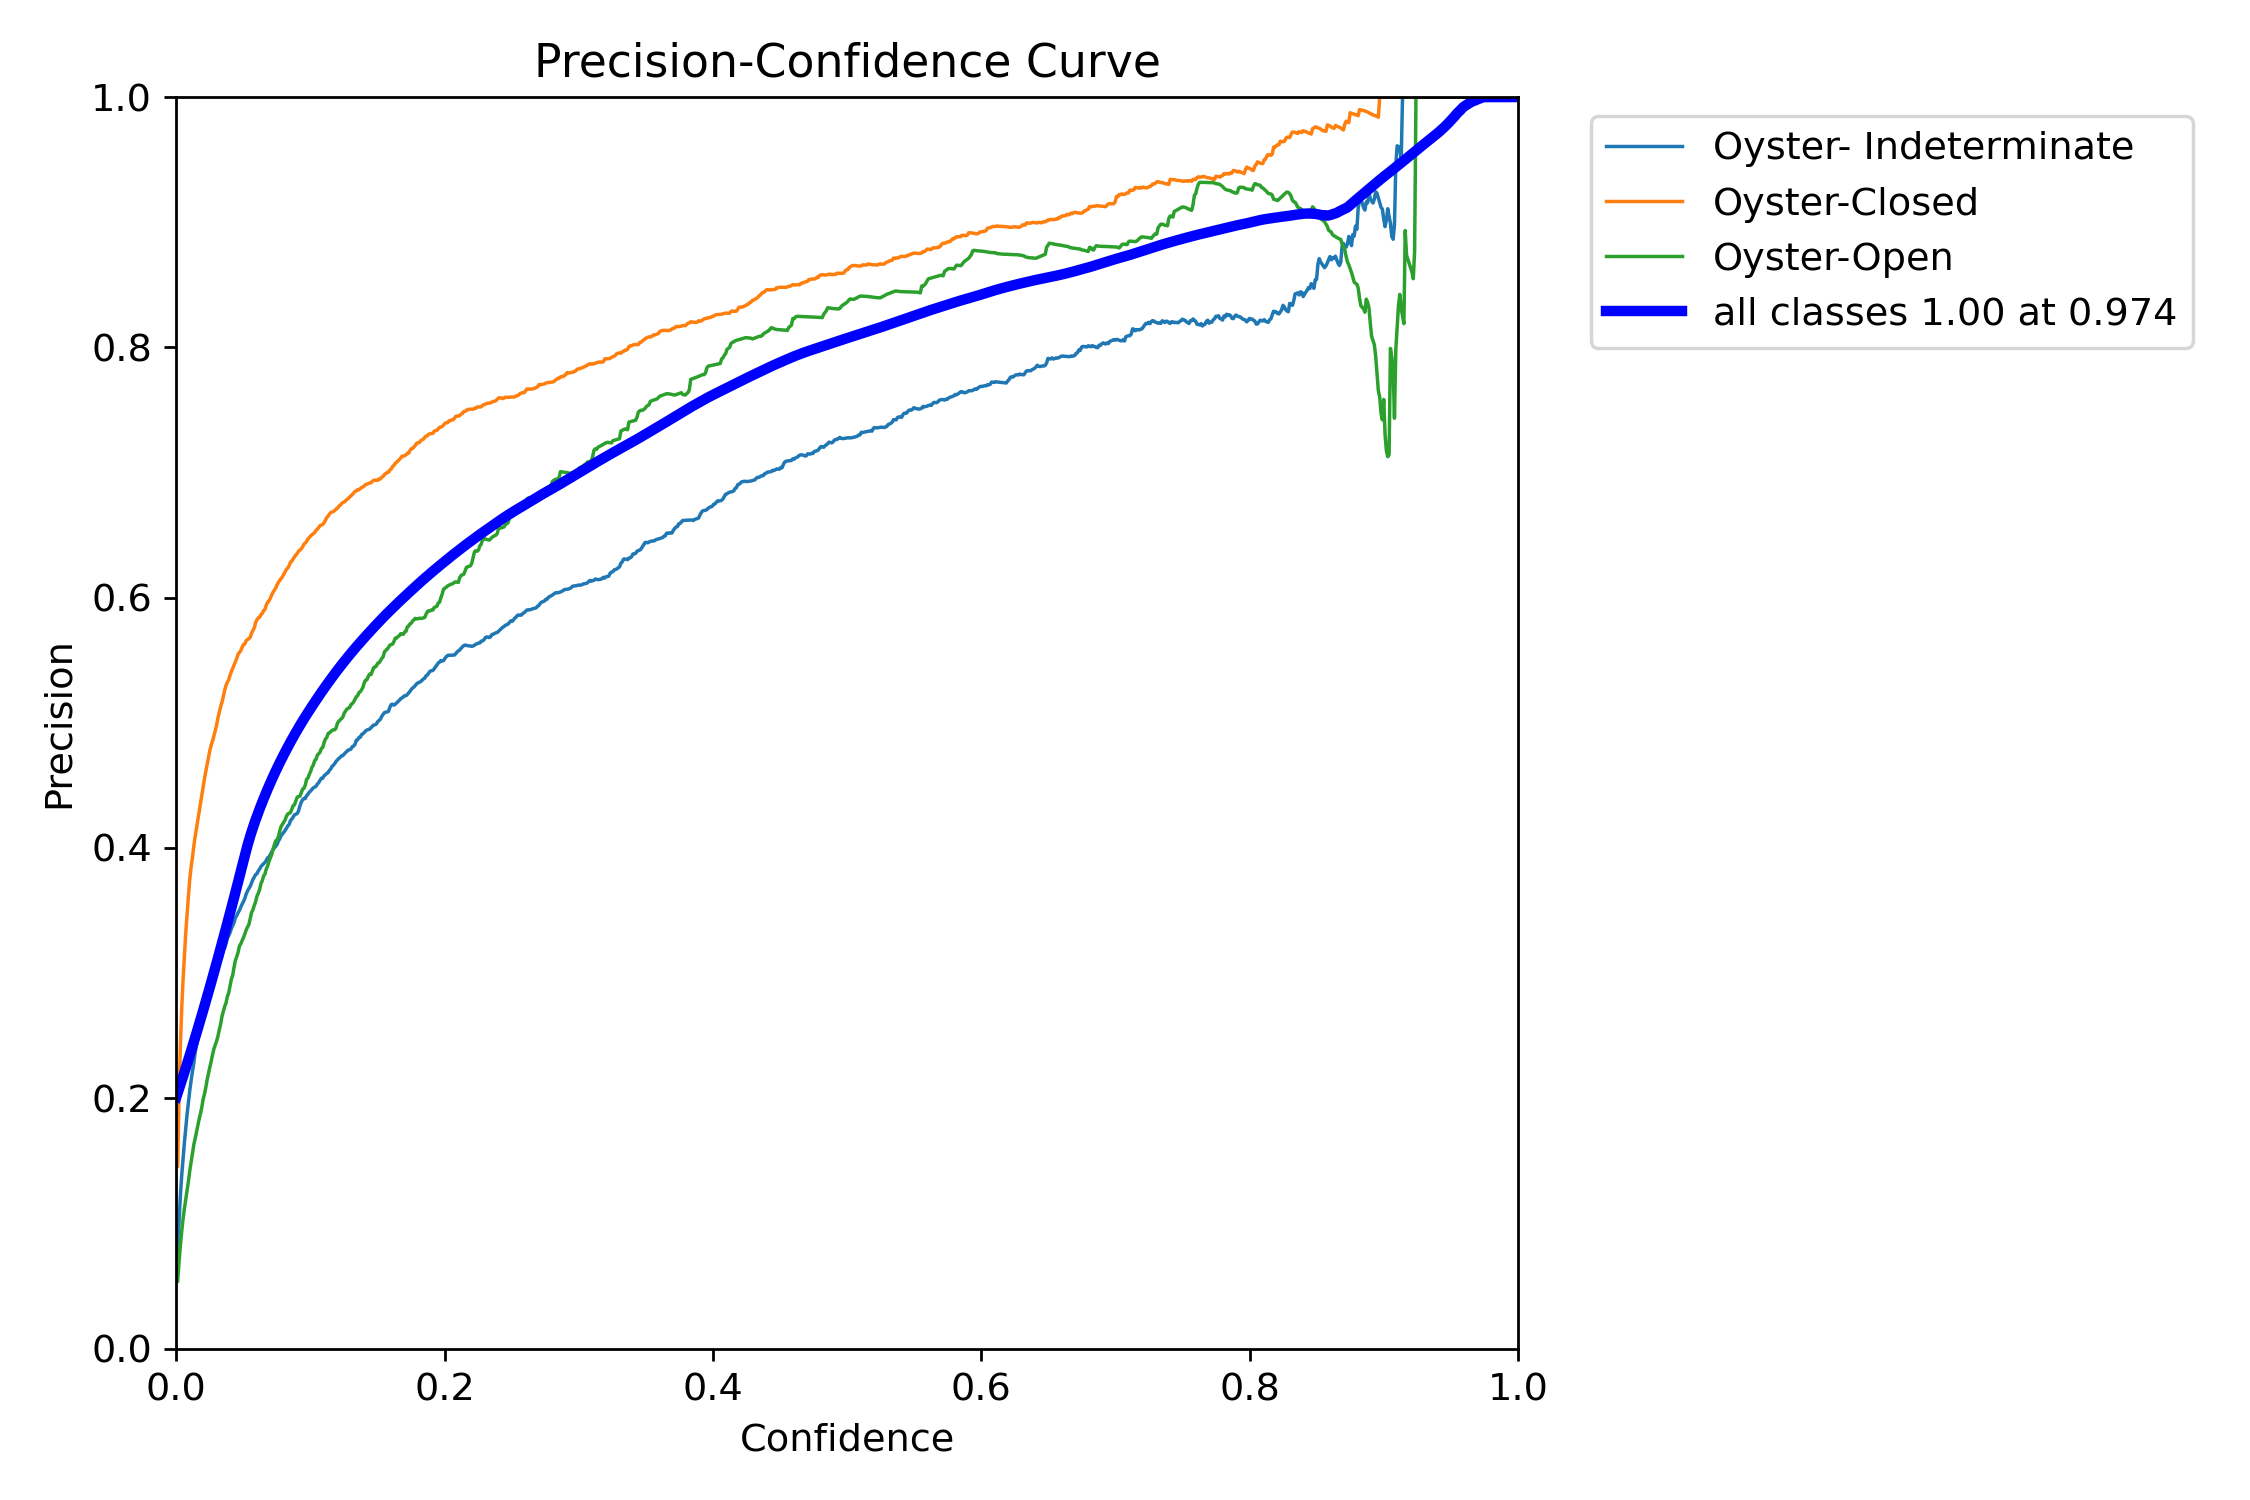 Precision-Confidence Curve
1.0
0.8
0.6
0.4
0.2
0.0
Precision
0.0 0.2 0.4 0.6 0.8 1.0
Confidence
Oyster- Indeterminate
Oyster-Closed
Oyster-Open
all classes 1.00 at 0.974